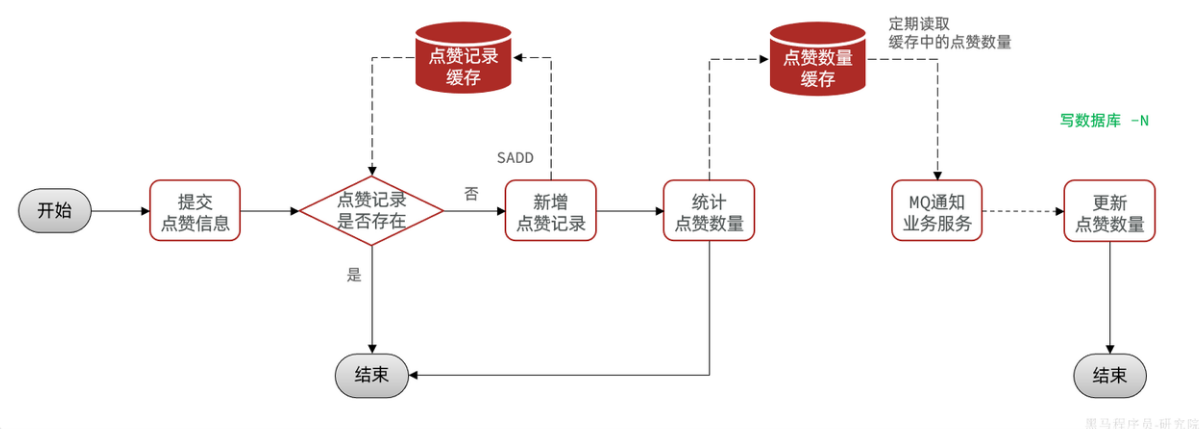 定期读取
缓存中的点赞数量
点赞记录
缓存
点赞数量
缓存
写数据库 -N
SADD
开始
提交
点赞信息
点赞记录
是否存在
否
新增
点赞记录
统计
点赞数量
MQ通知
业务服务
更新
点赞数量
是
结束
结束
黑马程序员-研究院